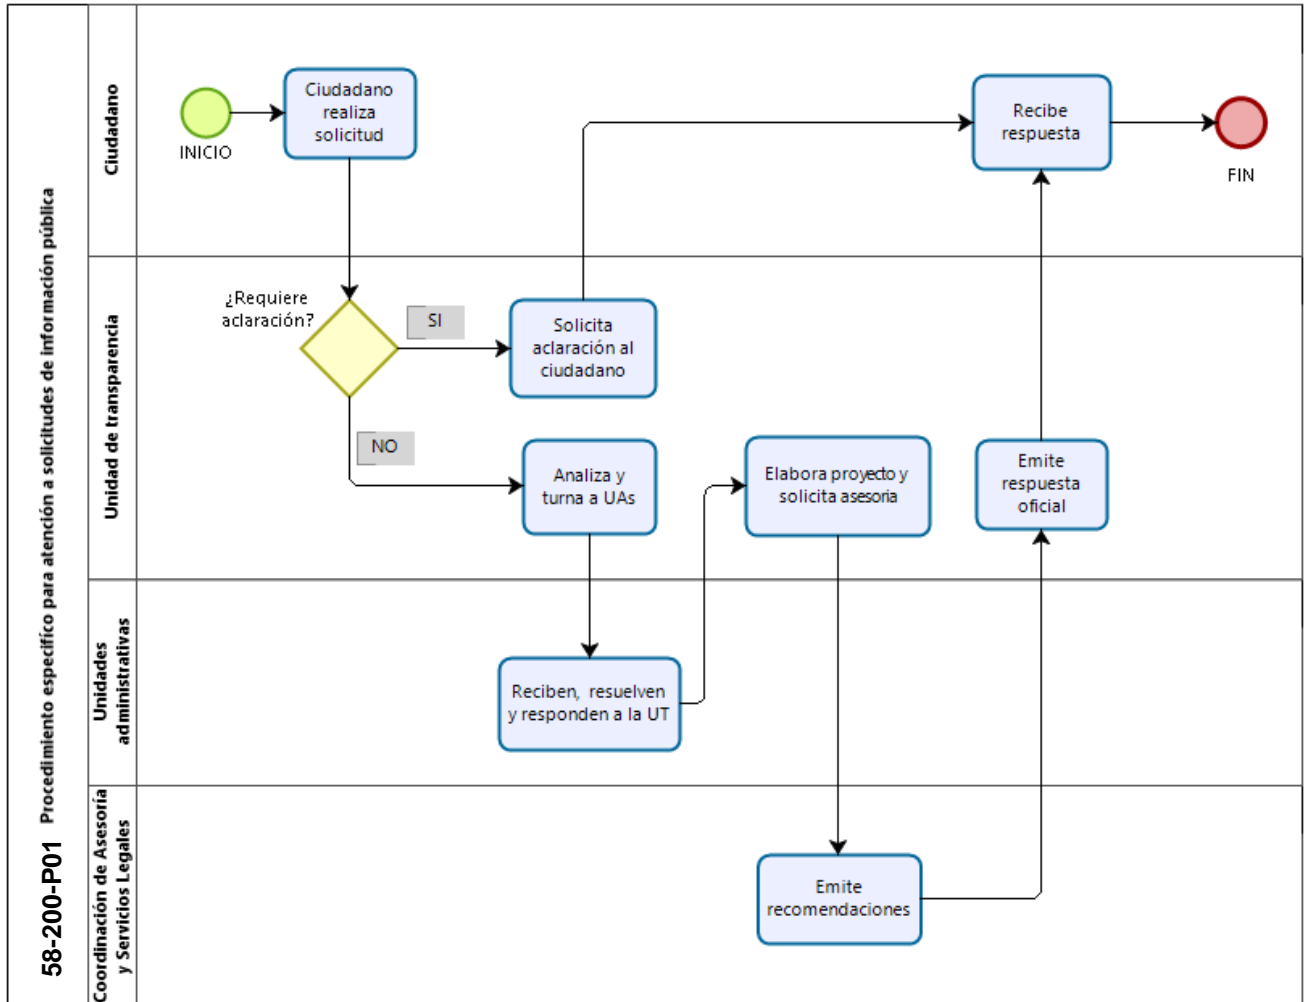 58-200-P01 Procedimiento específico para atención a solicitudes de información pública
Ciudadano
INICIO
Ciudadano
realiza
solicitud
Recibe
respuesta
FIN
Unidad de transparencia
¿Requiere
aclaración?
SI
Solicita
aclaración al
ciudadano
NO
Analiza y
turna a UAs
Elabora proyecto y
solicita asesoria
Emite
respuesta
oficial
Unidades
administrativas
Reciben, resuelven
y responden a la UT
Coordinación de Asesoría
y Servicios Legales
Emite
recomendaciones